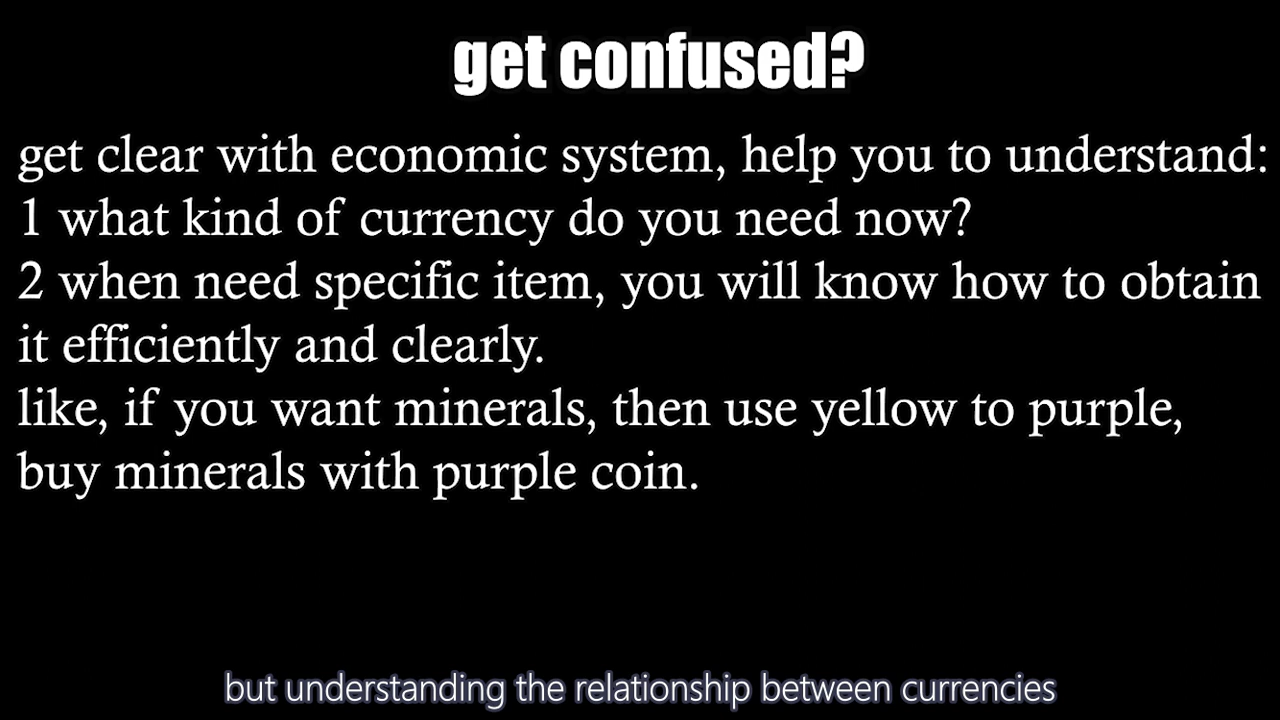 get confused?
get clear with economic system, help you to understand:
1 what kind of currency do you need now?
2 when need specific item, you will know how to obtain
it efficiently and clearly.
like, if you want minerals, then use yellow to purple,
buy minerals with purple coin.
but understanding the relationship between currencies